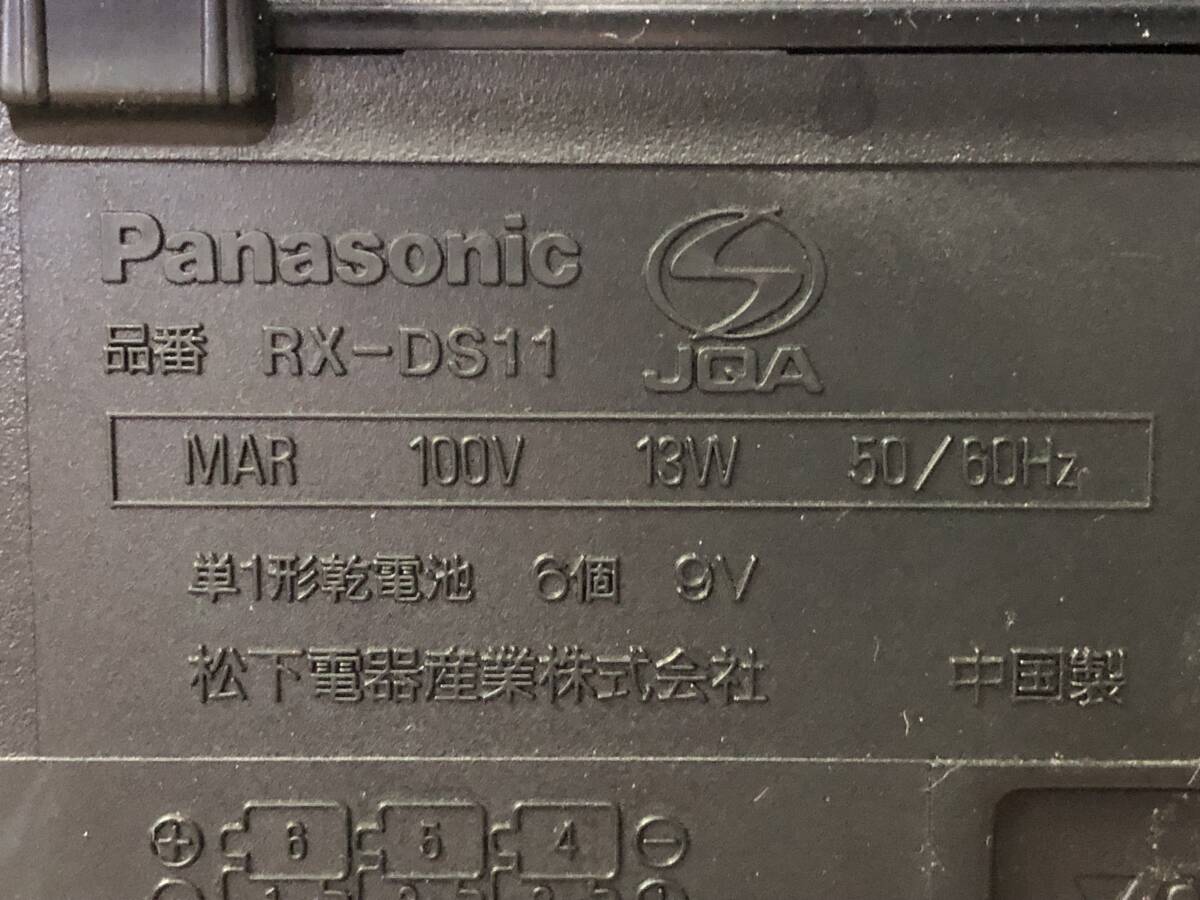 Panasonic
品番 RX-DS11
JQA
MAR 100V 13W 50/60Hz
単1形乾電池 6個 9V
松下電器産業株式会社 中国製
⊕ 6 5 4 ⊖